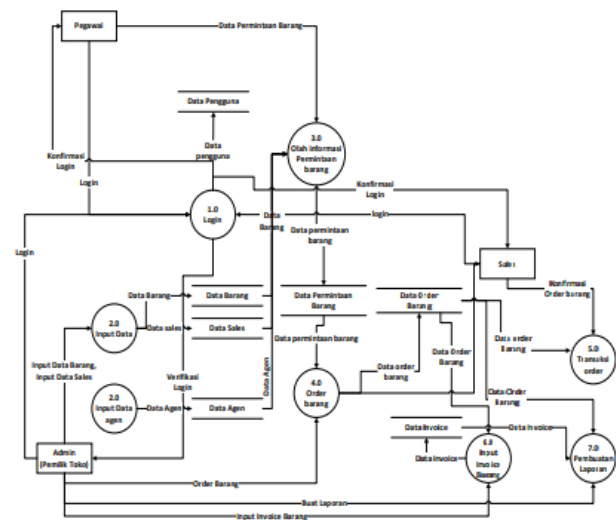 Pegawai
Data Permintaan Barang
Data Pengguna
3.0
Olah informasi
Permintaan
barang
Data
pengguna
Konfirmasi
Login
Login
Konfirmasi
Login
1.0
Login
Data
Barang
login
Data permintaan
barang
Login
Sales
Konfirmasi
Order barang
Data Barang
Data Barang
Data Permintaan
Barang
Data Order
Barang
2.0
Input Data
Data sales
Data Sales
Data permintaan barang
Data order
Barang
5.0
Transaksi
order
Data Order
Barang
Input Data Barang,
Input Data Sales
Verifikasi
Login
Data Agen
Data order
barang
4.0
Order
barang
2.0
Input Data
agen
Data Agen
Data Agen
Data Order
Barang
Data Invoice
Data Invoice
6.0
Input
Invoice
Barang
Data Invoice
7.0
Pembuatan
Laporan
Admin
(Pemilik Toko)
Order Barang
Buat Laporan
Input Invoice Barang